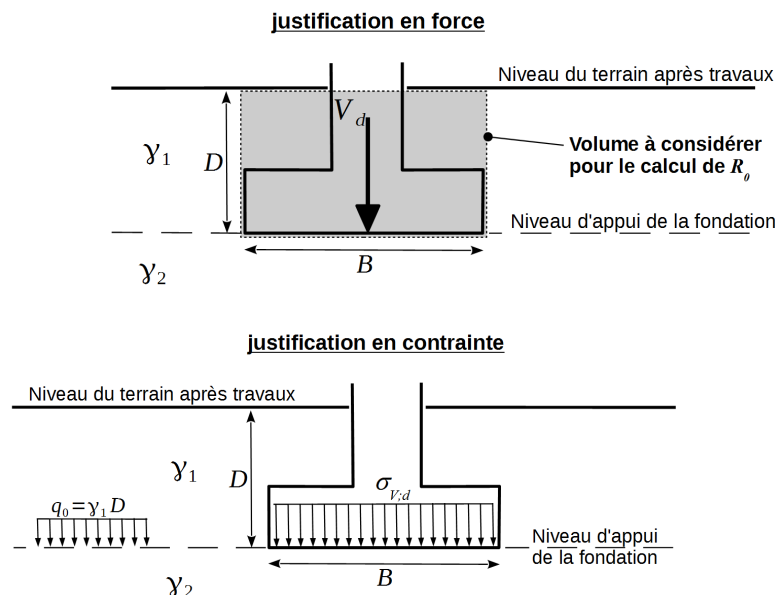 justification en force
Niveau du terrain après travaux
V d
γ1
D
Volume à considérer
pour le calcul de R0
Niveau d'appui de la fondation
B
γ2
justification en contrainte
Niveau du terrain après travaux
γ1
D
σV;d
q0=γ1 D
Niveau d'appui
de la fondation
B
γ2